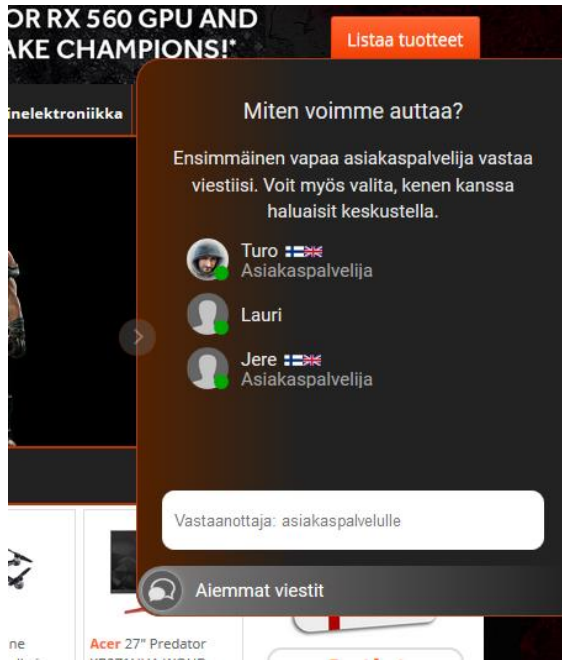 OR RX 560 GPU AND
AKE CHAMPIONS!*
Listaa tuotteet
inelektroniikka
Miten voimme auttaa?
Ensimmäinen vapaa asiakaspalvelija vastaa
viestiisi. Voit myös valita, kenen kanssa
haluaisit keskustella.
Turo
Asiakaspalvelija
Lauri
Jere
Asiakaspalvelija
Vastaanottaja: asiakaspalvelulle
Aiemmat viestit
ne
Acer 27" Predator